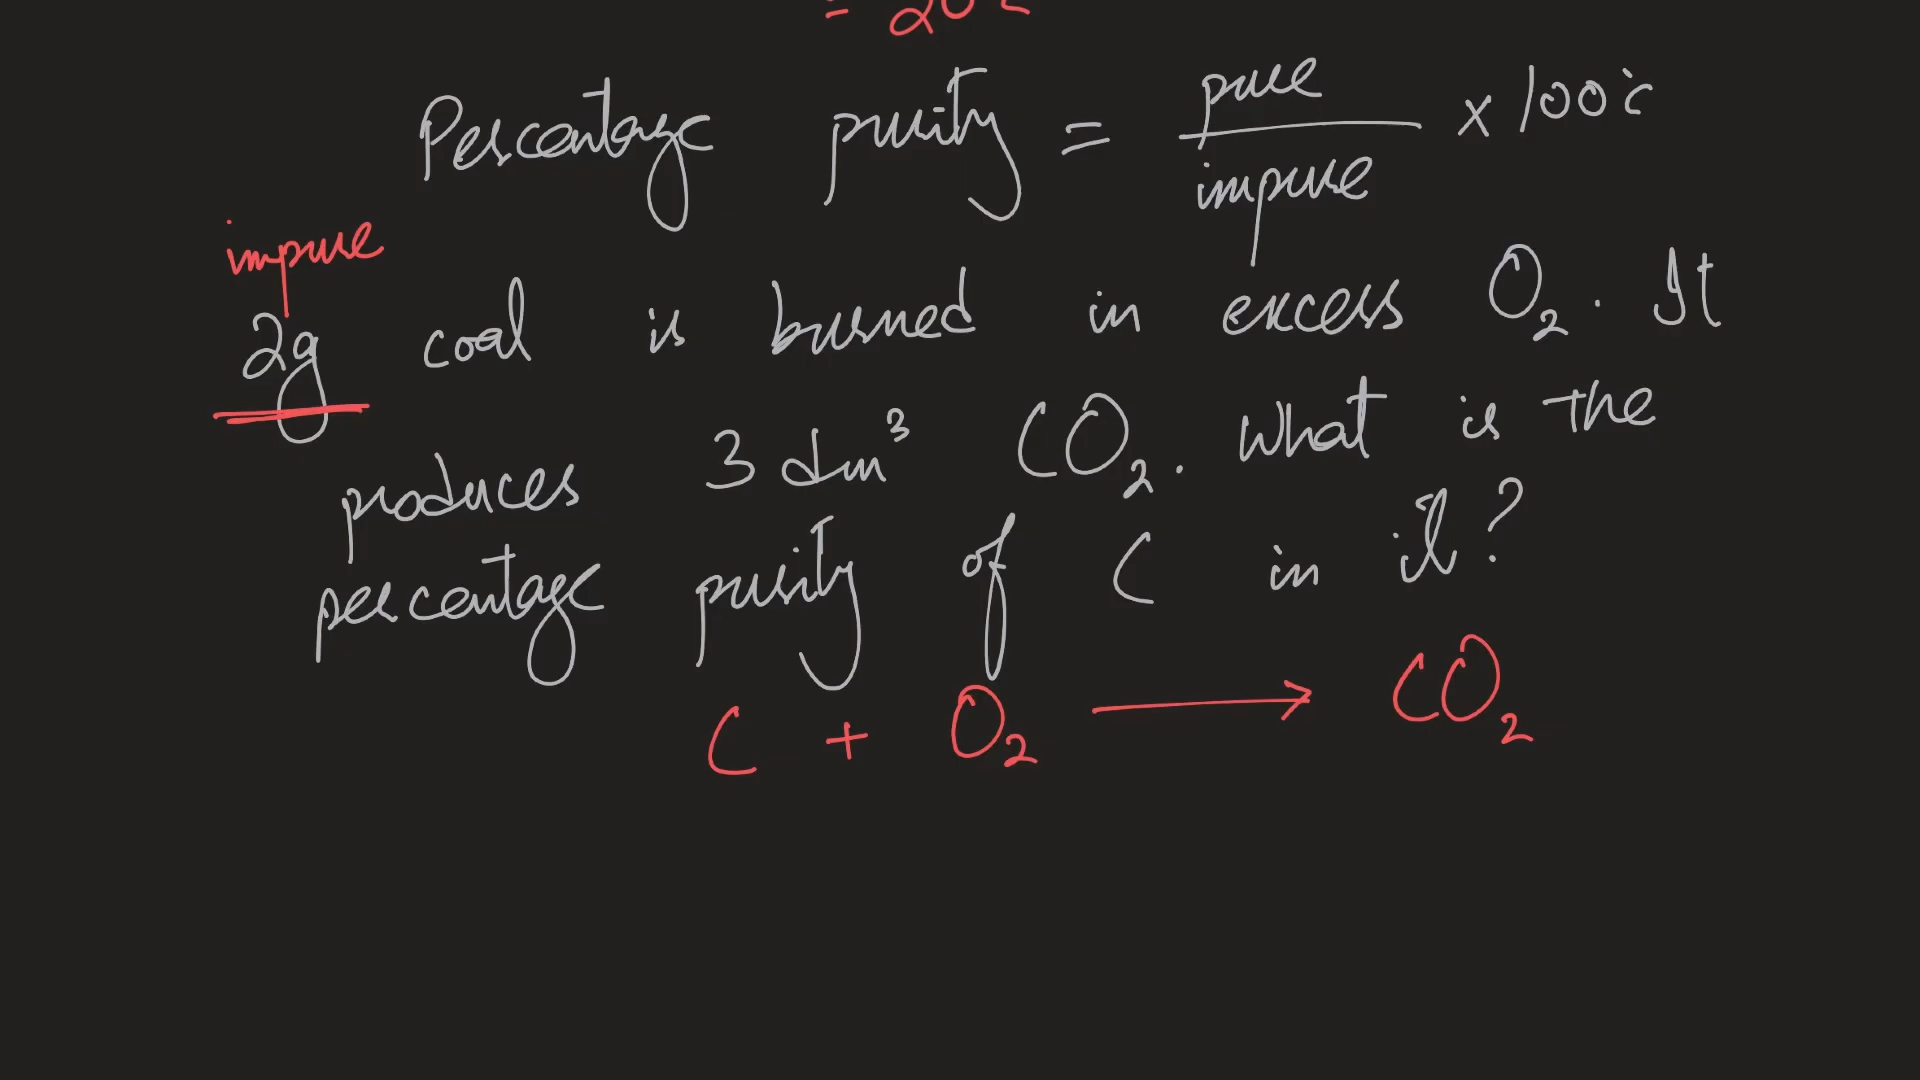 = 20%
Percentage purity = pure / impure × 100%
impure
2g coal is burned in excess O₂. It
produces 3 dm³ CO₂. What is the
percentage purity of C in it?
C + O₂ → CO₂